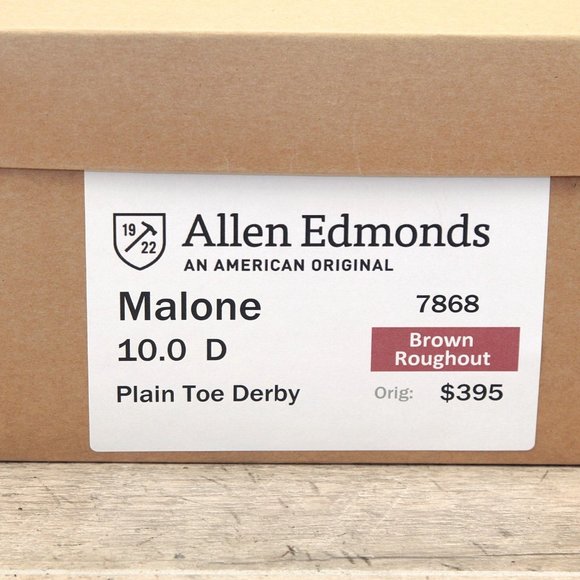 19
22
Allen Edmonds
AN AMERICAN ORIGINAL
Malone
7868
10.0 D
Brown
Roughout
Plain Toe Derby
Orig: $395